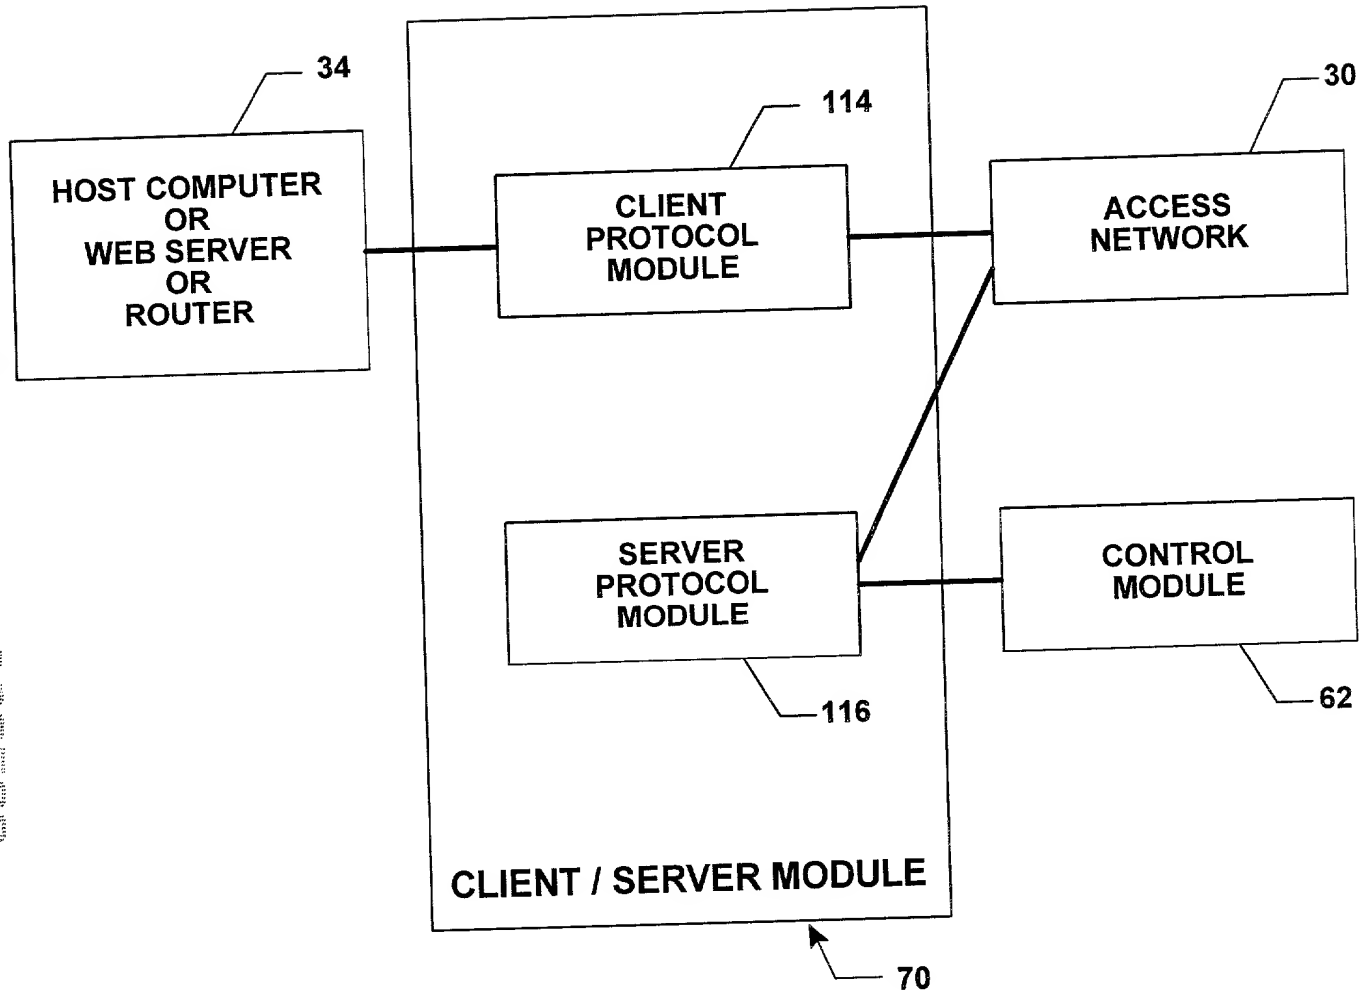 34
114
30
HOST COMPUTER
OR
WEB SERVER
OR
ROUTER
CLIENT
PROTOCOL
MODULE
ACCESS
NETWORK
SERVER
PROTOCOL
MODULE
CONTROL
MODULE
116
62
CLIENT / SERVER MODULE
70